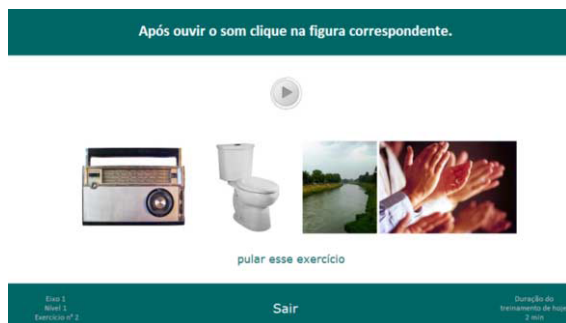 Após ouvir o som clique na figura correspondente.
pular esse exercício
Eixo 1
Nível 1
Exercício nº 2
Sair
Duração do
treinamento de hoje
2 min